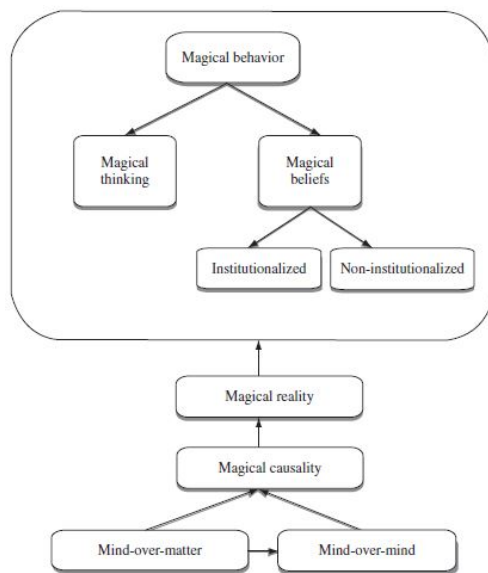 Magical behavior
Magical
thinking
Magical
beliefs
Institutionalized
Non-institutionalized
Magical reality
Magical causality
Mind-over-matter
Mind-over-mind